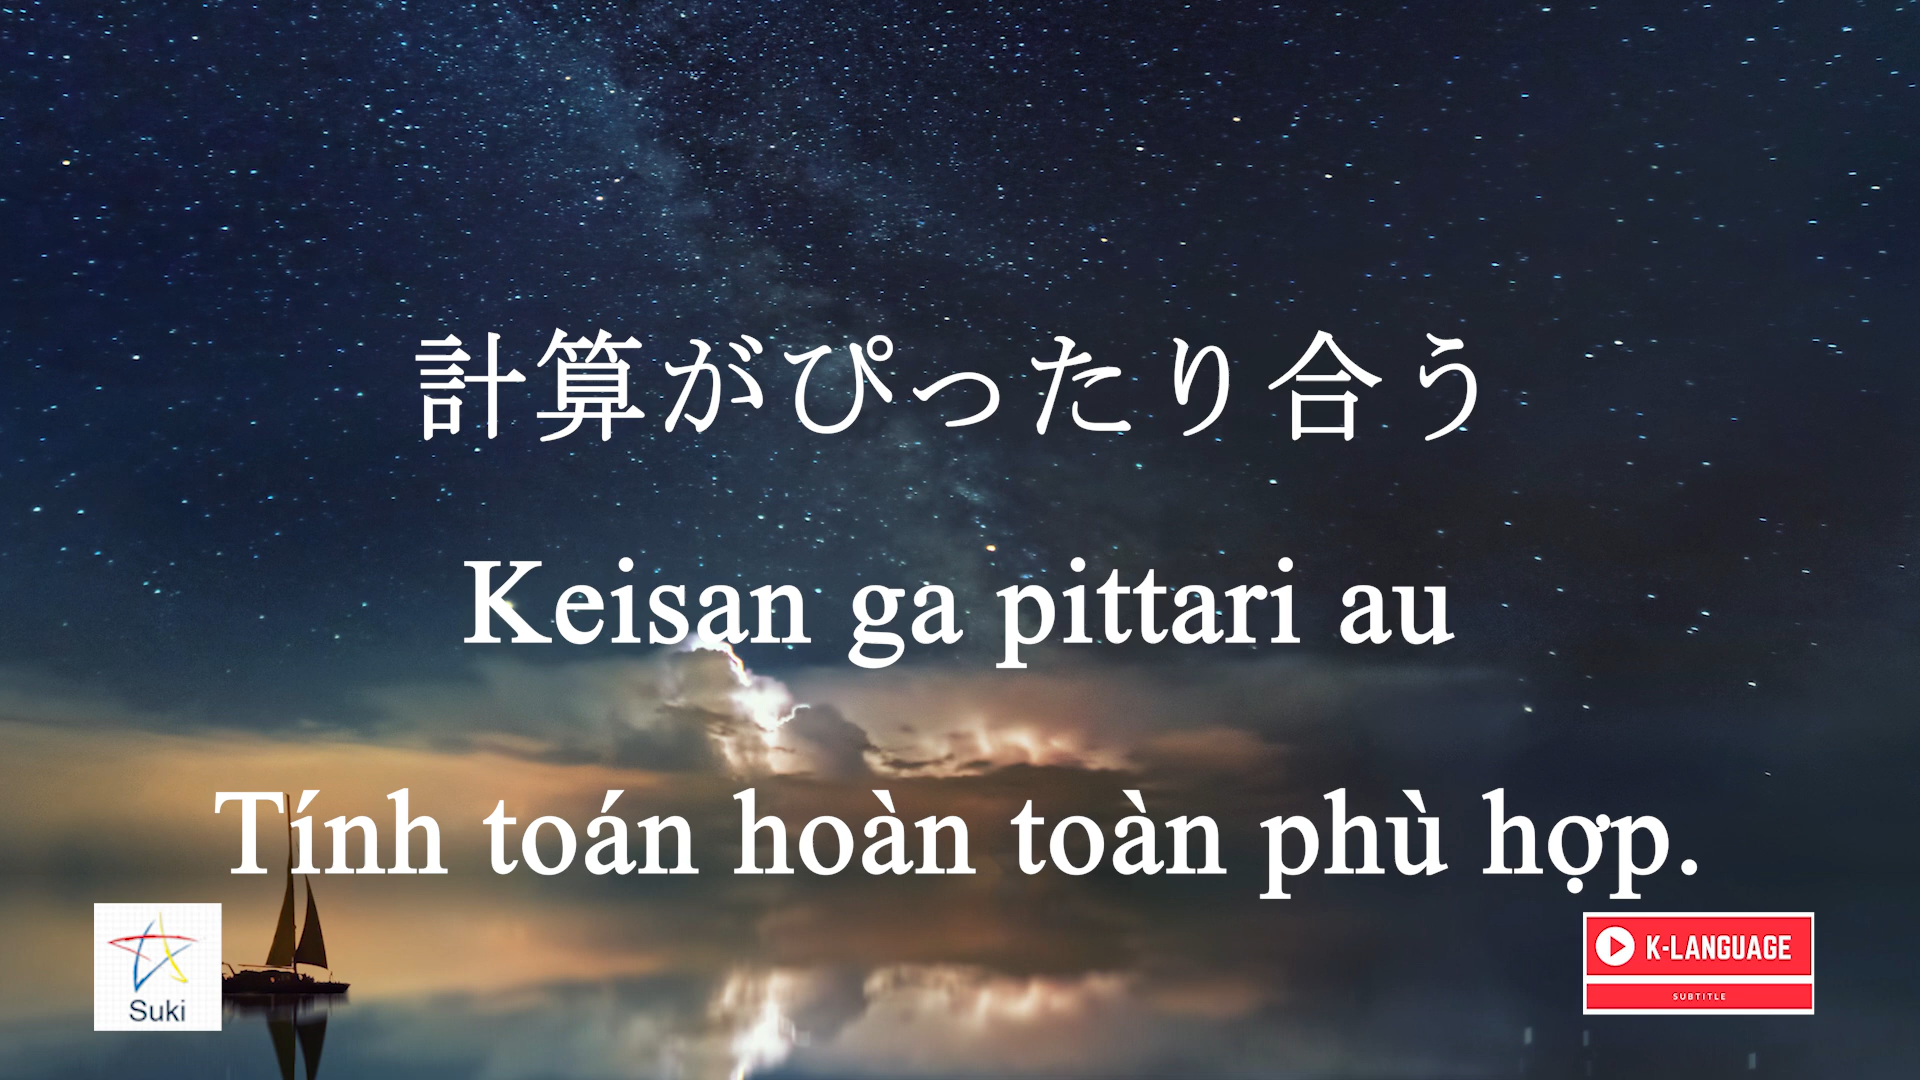 計算がぴったり合う
Keisan ga pittari au
Tính toán hoàn toàn phù hợp.
Suki
K-LANGUAGE
SUBTITLE